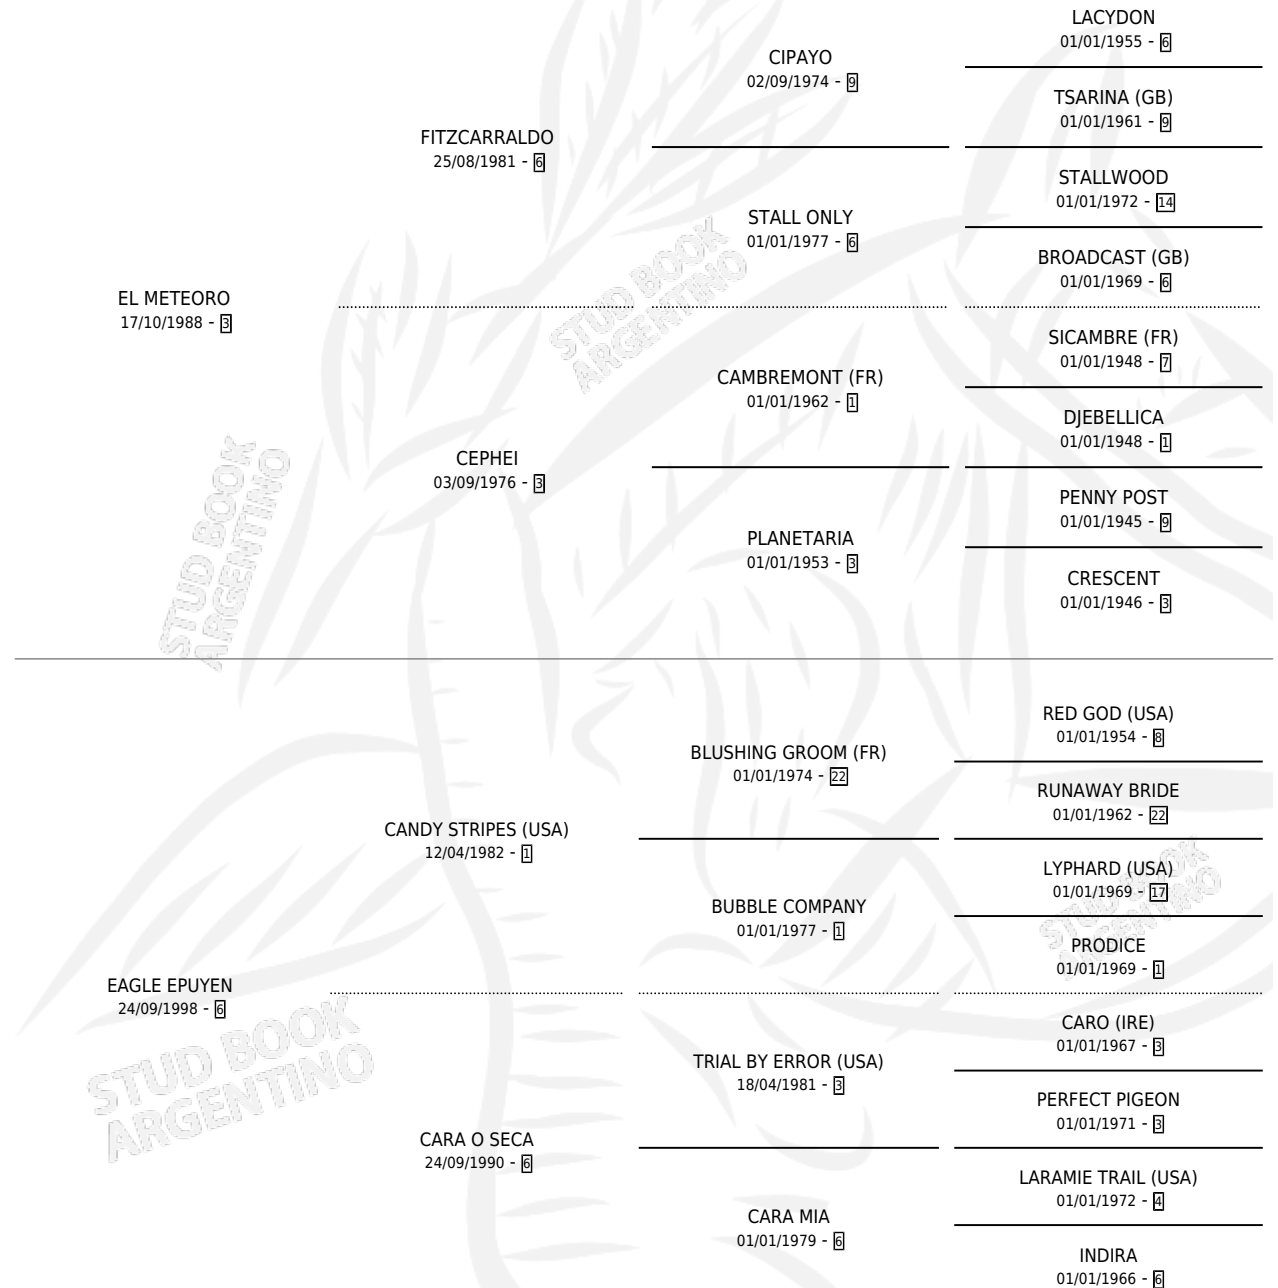 LACYDON
01/01/1955 - 6
CIPAYO
02/09/1974 - 9
TSARINA (GB)
01/01/1961 - 9
FITZCARRALDO
25/08/1981 - 6
STALLWOOD
01/01/1972 - 14
STALL ONLY
01/01/1977 - 6
BROADCAST (GB)
01/01/1969 - 6
EL METEORO
17/10/1988 - 3
STUD BOOK
ARGENTINO
SICAMBRE (FR)
01/01/1948 - 7
CAMBREMONT (FR)
01/01/1962 - 1
DJEBELLICA
01/01/1948 - 1
CEPHEI
03/09/1976 - 3
PENNY POST
01/01/1945 - 9
PLANETARIA
01/01/1953 - 3
CRESCENT
01/01/1946 - 3
STUD BOOK
ARGENTINO
RED GOD (USA)
01/01/1954 - 8
BLUSHING GROOM (FR)
01/01/1974 - 22
RUNAWAY BRIDE
01/01/1962 - 22
CANDY STRIPES (USA)
12/04/1982 - 1
LYPHARD (USA)
01/01/1969 - 17
BUBBLE COMPANY
01/01/1977 - 1
STUD BOOK
ARGENTINO
PRODICE
01/01/1969 - 1
EAGLE EPUYEN
24/09/1998 - 6
STUD BOOK
ARGENTINO
CARO (IRE)
01/01/1967 - 3
TRIAL BY ERROR (USA)
18/04/1981 - 3
PERFECT PIGEON
01/01/1971 - 3
CARA O SECA
24/09/1990 - 6
LARAMIE TRAIL (USA)
01/01/1972 - 4
CARA MIA
01/01/1979 - 6
INDIRA
01/01/1966 - 6